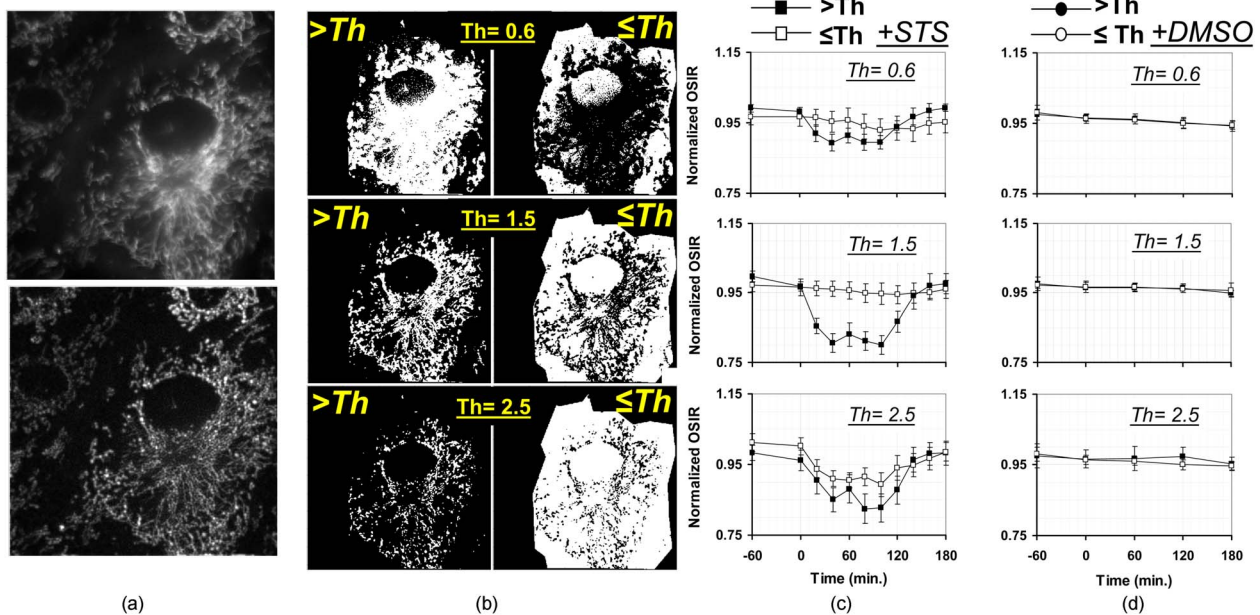 >Th
≤Th
Th= 0.6
>Th
≤Th
Th= 1.5
>Th
≤Th
Th= 2.5
>Th
≤Th +STS
1.15
0.95
0.75
Normalized OSIR
Th= 0.6
1.15
0.95
0.75
Normalized OSIR
Th= 1.5
1.15
0.95
0.75
Normalized OSIR
Th= 2.5
-60 0 60 120 180
Time (min.)
>Th
≤ Th +DMSO
1.15
0.95
0.75
Th= 0.6
1.15
0.95
0.75
Th= 1.5
1.15
0.95
0.75
Th= 2.5
-60 0 60 120 180
Time (min.)
(a) (b) (c) (d)